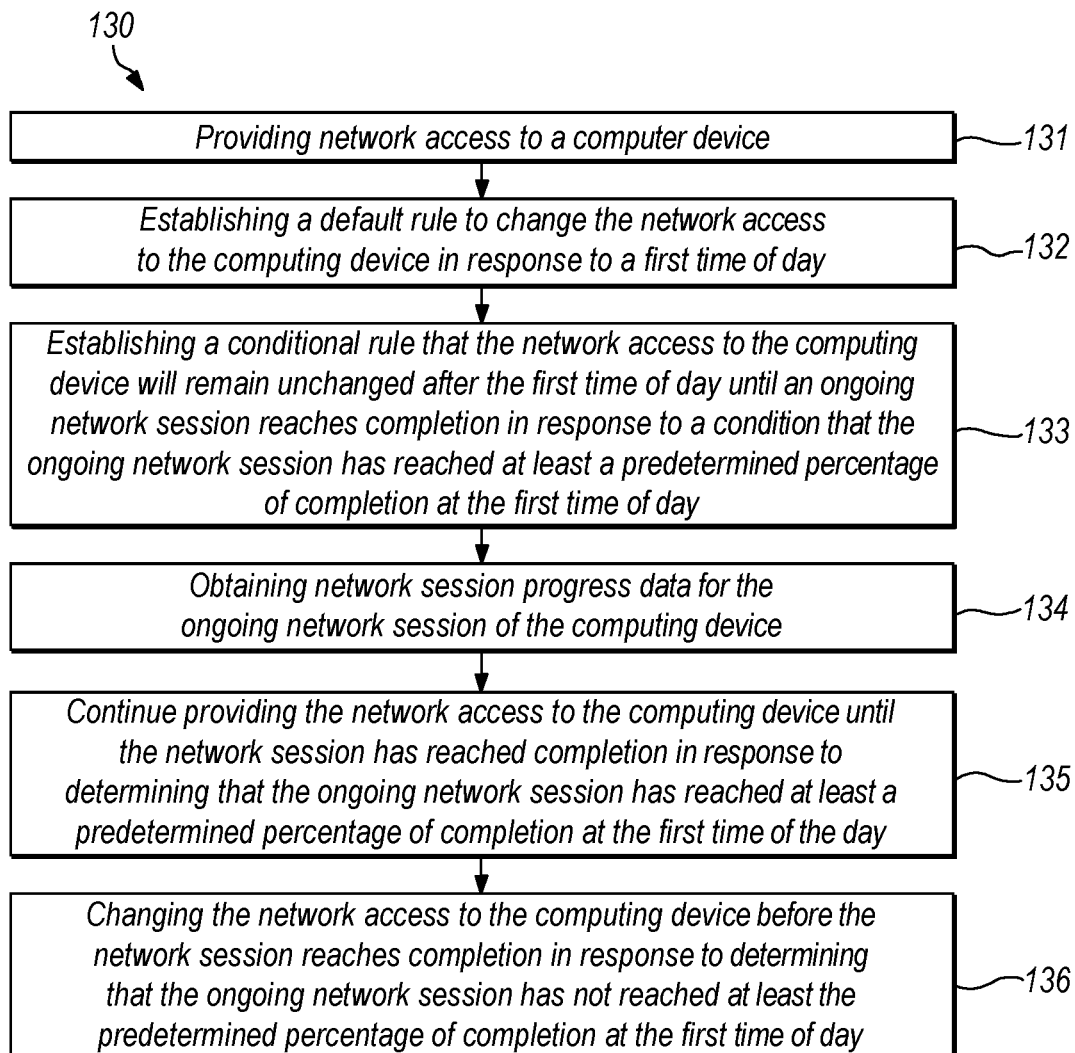 130
Providing network access to a computer device
131
Establishing a default rule to change the network access
to the computing device in response to a first time of day
132
Establishing a conditional rule that the network access to the computing
device will remain unchanged after the first time of day until an ongoing
network session reaches completion in response to a condition that the
ongoing network session has reached at least a predetermined percentage
of completion at the first time of day
133
Obtaining network session progress data for the
ongoing network session of the computing device
134
Continue providing the network access to the computing device until
the network session has reached completion in response to
determining that the ongoing network session has reached at least a
predetermined percentage of completion at the first time of the day
135
Changing the network access to the computing device before the
network session reaches completion in response to determining
that the ongoing network session has not reached at least the
predetermined percentage of completion at the first time of day
136